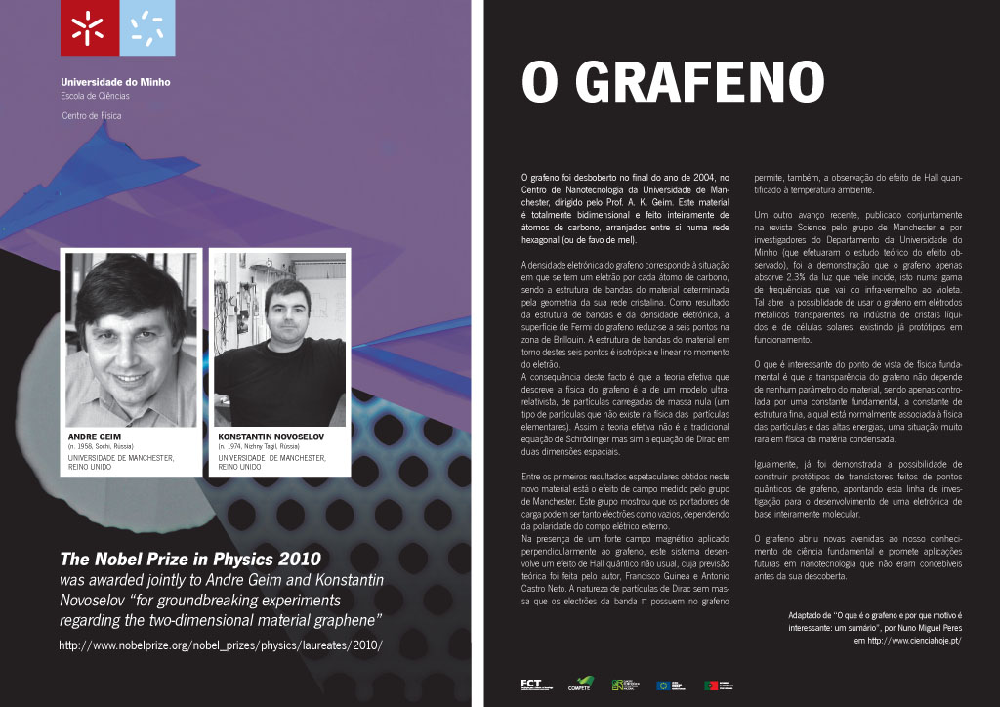 Universidade do Minho
Escola de Ciências
Centro de Física
ANDRE GEIM
(n. 1958, Sochi, Rússia)
UNIVERSIDADE DE MANCHESTER,
REINO UNIDO
KONSTANTIN NOVOSELOV
(n. 1974, Nizhny Tagil, Rússia)
UNIVERSIDADE DE MANCHESTER,
REINO UNIDO
The Nobel Prize in Physics 2010
was awarded jointly to Andre Geim and Konstantin
Novoselov “for groundbreaking experiments
regarding the two-dimensional material graphene”
http://www.nobelprize.org/nobel_prizes/physics/laureates/2010/
O GRAFENO
O grafeno foi desboberto no final do ano de 2004, no
Centro de Nanotecnologia da Universidade de Man-
chester, dirigido pelo Prof. A. K. Geim. Este material
é totalmente bidimensional e feito inteiramente de
átomos de carbono, arranjados entre si numa rede
hexagonal (ou de favo de mel).
A densidade eletrónica do grafeno corresponde à situação
em que se tem um eletrão por cada átomo de carbono,
sendo a estrutura de bandas do material determinada
pela geometria da sua rede cristalina. Como resultado
da estrutura de bandas e da densidade eletrónica, a
superfície de Fermi do grafeno reduz-se a seis pontos na
zona de Brillouin. A estrutura de bandas do material em
torno destes seis pontos é isotrópica e linear no momento
do eletrão.
A consequência deste facto é que a teoria efetiva que
descreve a física do grafeno é a de um modelo ultra-
relativista, de partículas carregadas de massa nula (um
tipo de partículas que não existe na física das partículas
elementares). Assim a teoria efetiva não é a tradicional
equação de Schrödinger mas sim a equação de Dirac em
duas dimensões espaciais.
Entre os primeiros resultados espetaculares obtidos neste
novo material está o efeito de campo medido pelo grupo
de Manchester. Este grupo mostrou que os portadores de
carga podem ser tanto electrões como vazios, dependendo
da polaridade do compo elétrico externo.
Na presença de um forte campo magnético aplicado
perpendicularmente ao grafeno, este sistema desen-
volve um efeito de Hall quântico não usual, cuja previsão
teórica foi feita pelo autor, Francisco Guinea e Antonio
Castro Neto. A natureza de partículas de Dirac sem mas-
sa que os electrões da banda π possuem no grafeno
permite, também, a observação do efeito de Hall quan-
tificado à temperatura ambiente.
Um outro avanço recente, publicado conjuntamente
na revista Science pelo grupo de Manchester e por
investigadores do Departamento da Universidade do
Minho (que efetuaram o estudo teórico do efeito ob-
servado), foi a demonstração que o grafeno apenas
absorve 2.3% da luz que nele incide, isto numa gama
de frequências que vai do infra-vermelho ao violeta.
Tal abre a possiblidade de usar o grafeno em elétrodos
metálicos transparentes na indústria de cristais líqui-
dos e de células solares, existindo já protópios em
funcionamento.
O que é interessante do ponto de vista de física funda-
mental é que a transparência do grafeno não depende
de nenhum parâmetro do material, sendo apenas contro-
lada por uma constante fundamental, a constante de
estrutura fina, a qual está normalmente associada à física
das partículas e das altas energias, uma situação muito
rara em física da matéria condensada.
Igualmente, já foi demonstrada a possibilidade de
construir protótipos de transístores feitos de pontos
quânticos de grafeno, apontando esta linha de inves-
tigação para o desenvolvimento de uma eletrónica de
base inteiramente molecular.
O grafeno abriu novas avenidas ao nosso conheci-
mento de ciência fundamental e promete aplicações
futuras em nanotecnologia que não eram concebíveis
antes da sua descoberta.
Adaptado de “O que é o grafeno e por que motivo é
interessante: um sumário”, por Nuno Miguel Peres
em http://www.cienciahoje.pt/
FCT
COMPETE